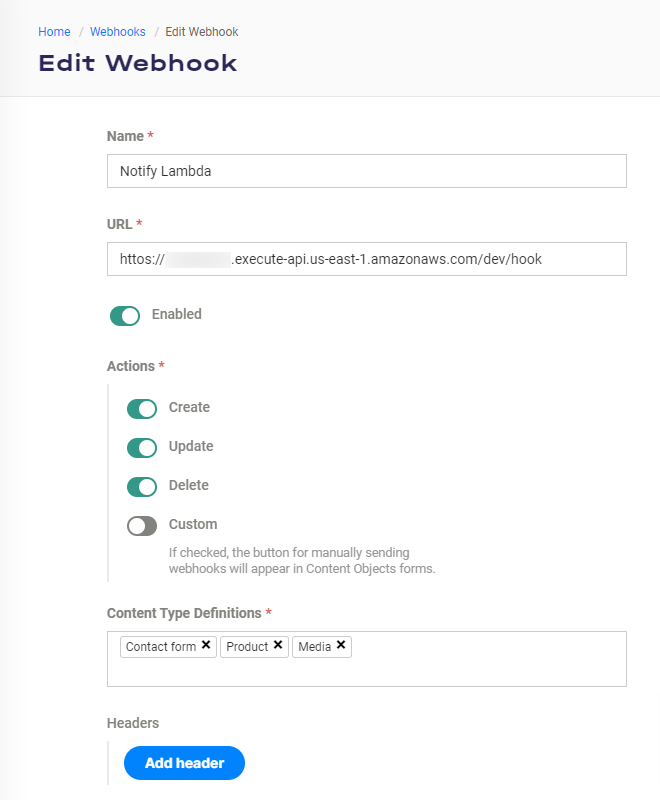 Home / Webhooks / Edit Webhook
Edit Webhook
Name *
Notify Lambda
URL *
httos:// .execute-api.us-east-1.amazonaws.com/dev/hook
Enabled
Actions *
Create
Update
Delete
Custom
If checked, the button for manually sending
webhooks will appear in Content Objects forms.
Content Type Definitions *
Contact form × Product × Media ×
Headers
Add header